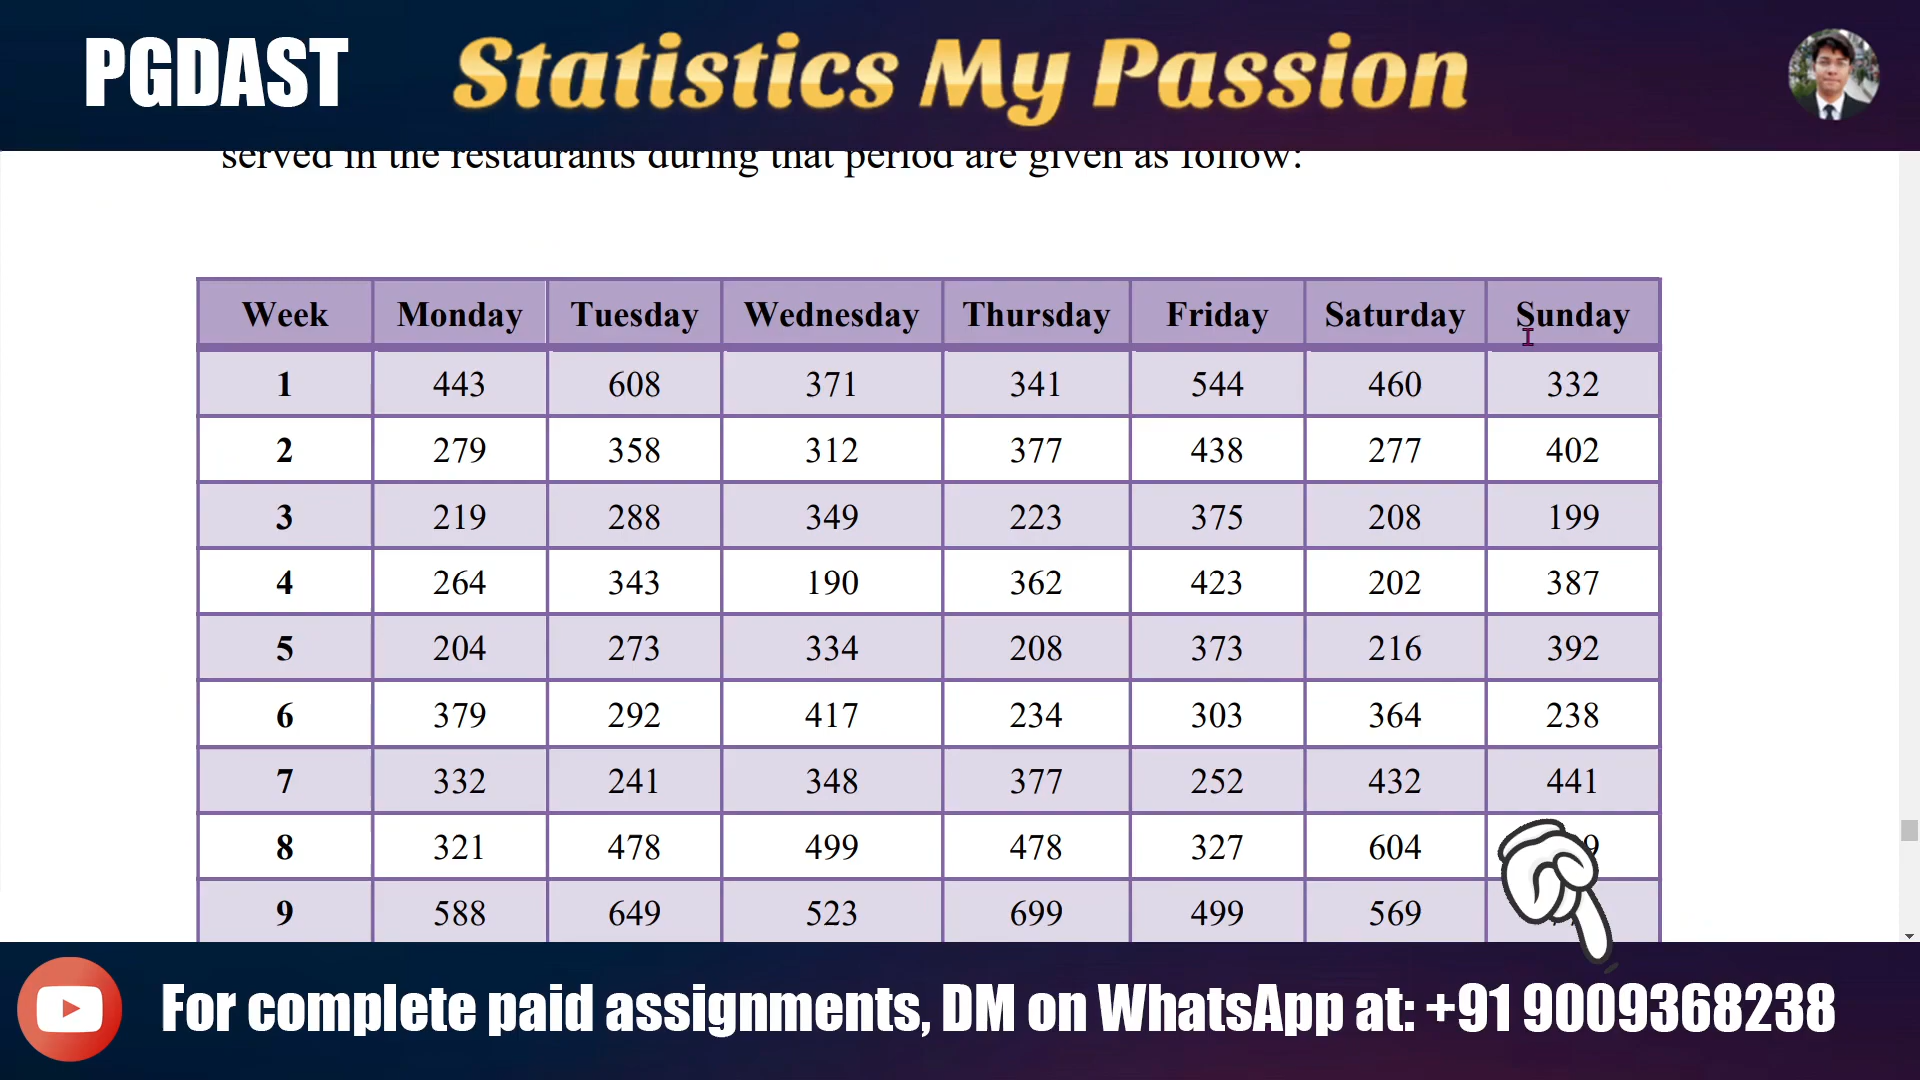 PGDAST
Statistics My Passion
served in the restaurants during that period are given as follow:
Week Monday Tuesday Wednesday Thursday Friday Saturday Sunday
1 443 608 371 341 544 460 332
2 279 358 312 377 438 277 402
3 219 288 349 223 375 208 199
4 264 343 190 362 423 202 387
5 204 273 334 208 373 216 392
6 379 292 417 234 303 364 238
7 332 241 348 377 252 432 441
8 321 478 499 478 327 604
9 588 649 523 699 499 569
For complete paid assignments, DM on WhatsApp at: +91 9009368238